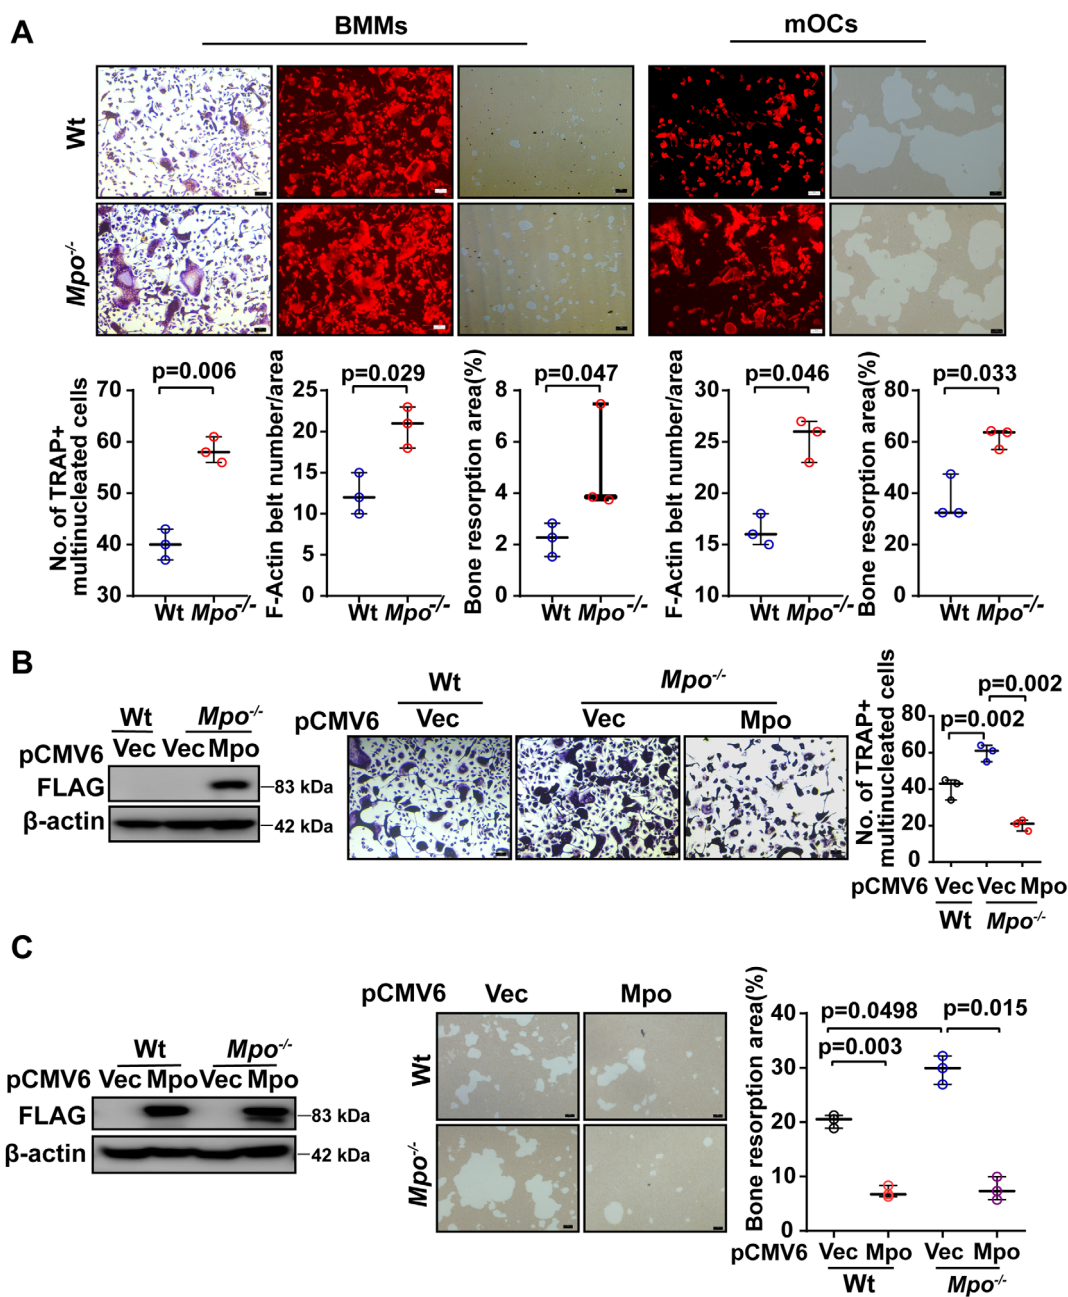 A
BMMs
mOCs
Wt
Mpo-/-
p=0.006
p=0.029
p=0.047
p=0.046
p=0.033
No. of TRAP+
multinucleated cells
70
60
50
40
30
Wt Mpo-/-
F-Actin belt number/area
25
20
15
10
5
0
Wt Mpo-/-
Bone resorption area(%)
8
6
4
2
0
Wt Mpo-/-
F-Actin belt number/area
30
25
20
15
10
Wt Mpo-/-
Bone resorption area(%)
80
60
40
20
0
Wt Mpo-/-
B
Wt Mpo-/-
pCMV6 Vec Vec Mpo
FLAG 83 kDa
β-actin 42 kDa
Wt Mpo-/-
pCMV6 Vec Vec Mpo
No. of TRAP+
multinucleated cells
p=0.002
p=0.002
80
60
40
20
0
pCMV6 Vec Vec Mpo
Wt Mpo-/-
C
Wt Mpo-/-
pCMV6 Vec Mpo Vec Mpo
FLAG 83 kDa
β-actin 42 kDa
pCMV6 Vec Mpo
Wt
Mpo-/-
Bone resorption area(%)
p=0.0498 p=0.015
p=0.003
40
30
20
10
0
pCMV6 Vec Mpo Vec Mpo
Wt Mpo-/-